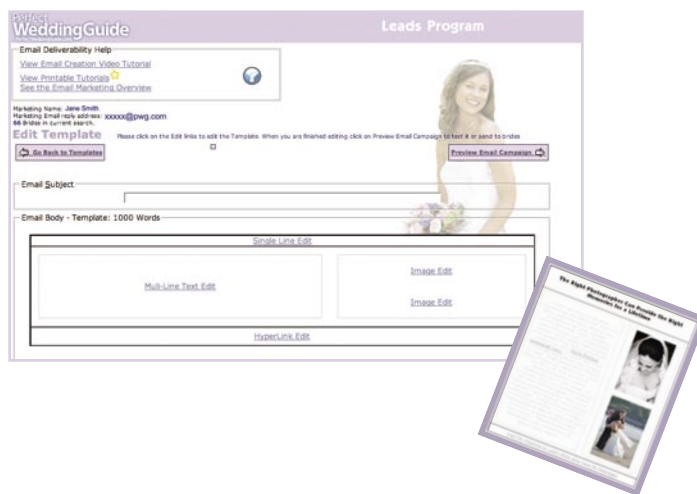 Perfect
WeddingGuide
Leads Program
Email Deliverability Help
View Email Creation Video Tutorial
View Printable Tutorials
See the Email Marketing Overview
Marketing Name: Jane Smith
Marketing Email reply address: xxxxx@pwg.com
66 Brides in current search.
Edit Template
Please click on the Edit links to edit the Template. When you are finished editing click on Preview Email Campaign to test it or send to brides
Go Back to Templates
Preview Email Campaign
Email Subject
Email Body - Template: 1000 Words
Single Line Edit
Muli-Line Text Edit
Image Edit
Image Edit
HyperLink Edit
The Right Photographer Can Provide the Right
Memories for a Lifetime